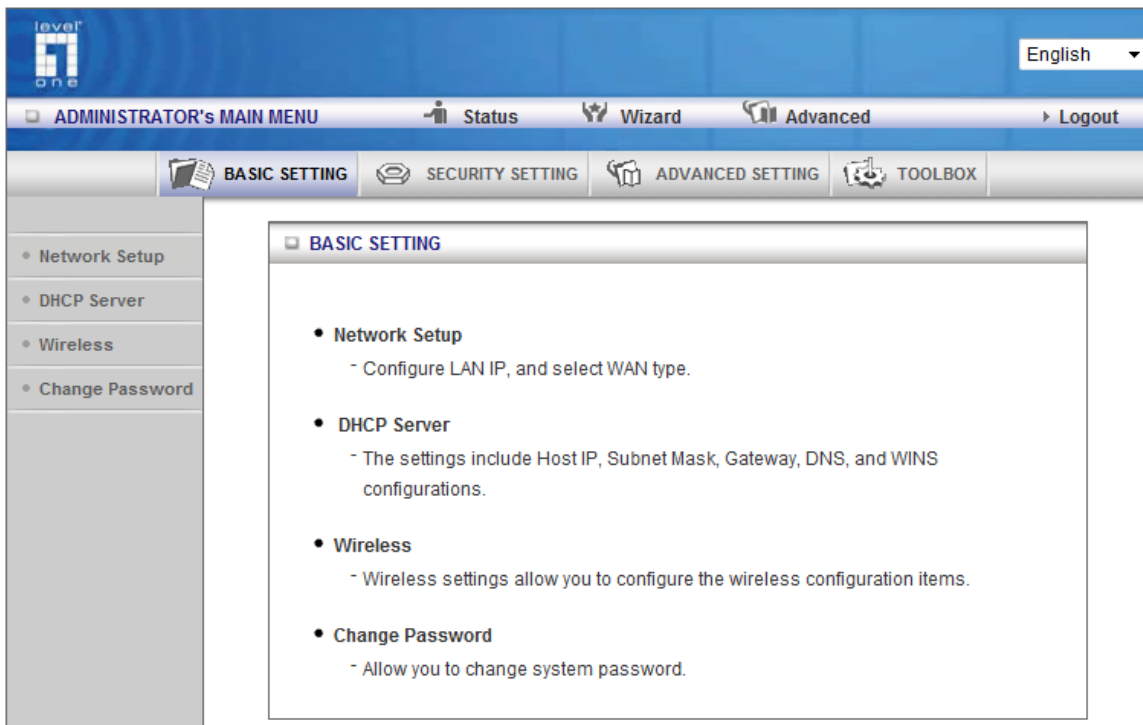 level
one
English
ADMINISTRATOR's MAIN MENU Status Wizard Advanced Logout
BASIC SETTING SECURITY SETTING ADVANCED SETTING TOOLBOX
Network Setup
DHCP Server
Wireless
Change Password
BASIC SETTING
Network Setup
- Configure LAN IP, and select WAN type.
DHCP Server
- The settings include Host IP, Subnet Mask, Gateway, DNS, and WINS
configurations.
Wireless
- Wireless settings allow you to configure the wireless configuration items.
Change Password
- Allow you to change system password.